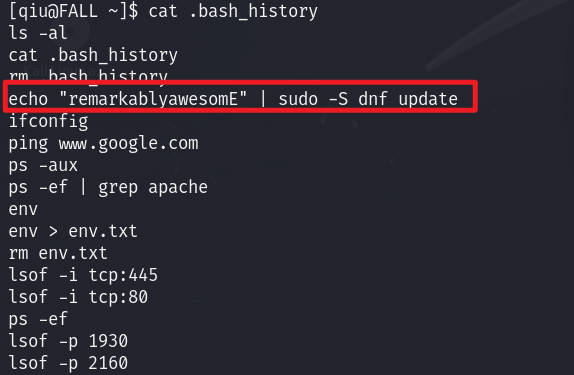 [qiu@FALL ~]$ cat .bash_history
ls -al
cat .bash_history
rm .bash_history
echo "remarkablyawesomE" | sudo -S dnf update
ifconfig
ping www.google.com
ps -aux
ps -ef | grep apache
env
env > env.txt
rm env.txt
lsof -i tcp:445
lsof -i tcp:80
ps -ef
lsof -p 1930
lsof -p 2160